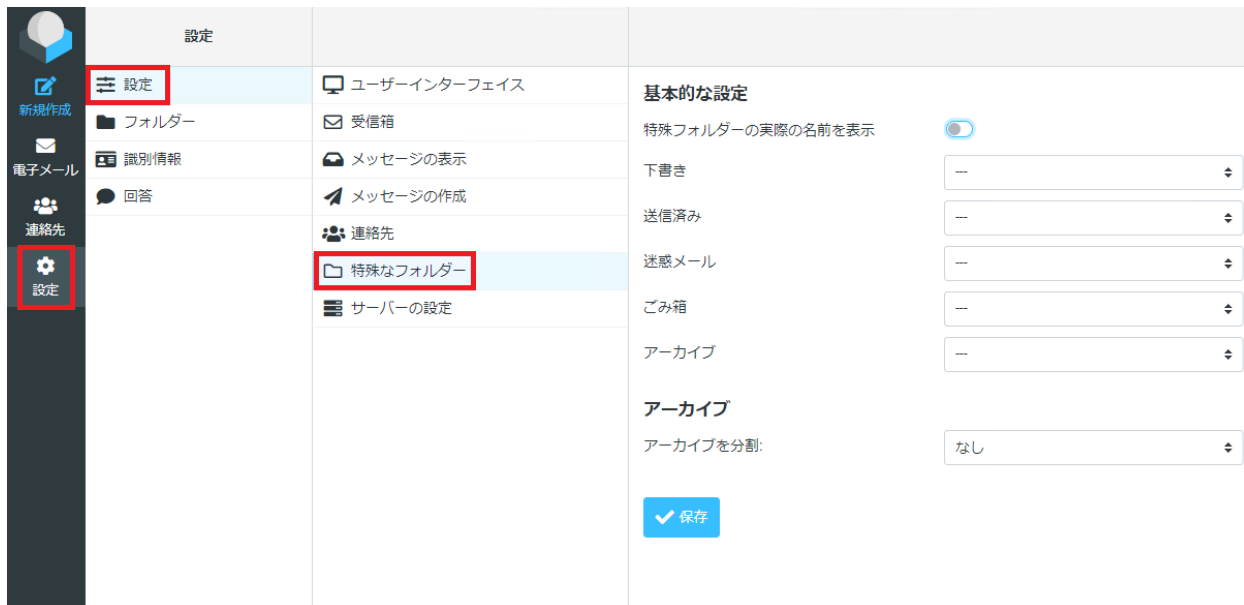 設定
新規作成
電子メール
連絡先
設定
設定
フォルダー
識別情報
回答
ユーザーインターフェイス
受信箱
メッセージの表示
メッセージの作成
連絡先
特殊なフォルダー
サーバーの設定
基本的な設定
特殊フォルダーの実際の名前を表示
下書き ---
送信済み ---
迷惑メール ---
ごみ箱 ---
アーカイブ ---
アーカイブ
アーカイブを分割: なし
保存